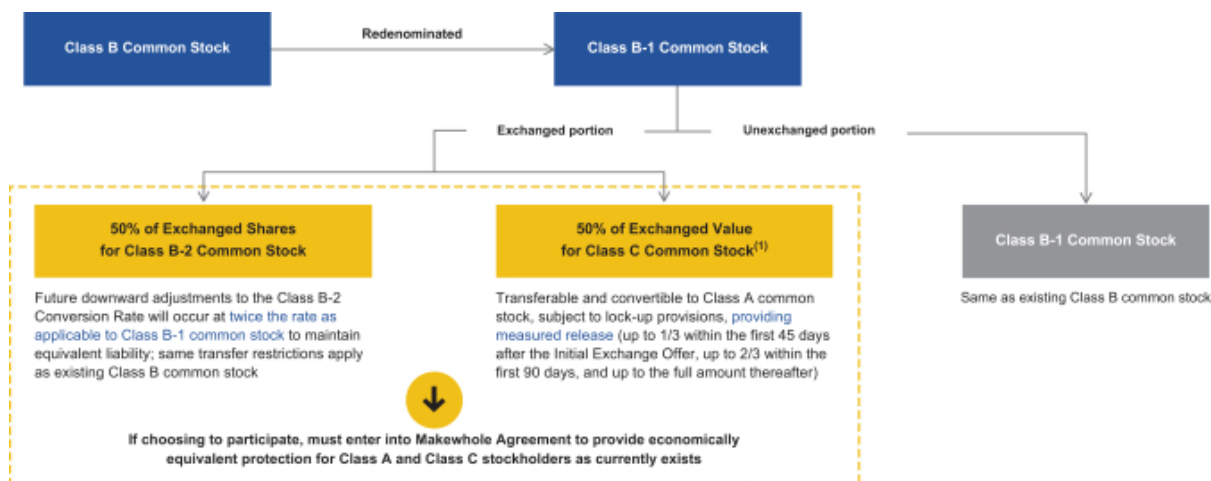 Class B Common Stock
Redenominated
Class B-1 Common Stock
Exchanged portion
Unexchanged portion
50% of Exchanged Shares
for Class B-2 Common Stock
Future downward adjustments to the Class B-2
Conversion Rate will occur at twice the rate as
applicable to Class B-1 common stock to maintain
equivalent liability; same transfer restrictions apply
as existing Class B common stock
50% of Exchanged Value
for Class C Common Stock(1)
Transferable and convertible to Class A common
stock, subject to lock-up provisions, providing
measured release (up to 1/3 within the first 45 days
after the Initial Exchange Offer, up to 2/3 within the
first 90 days, and up to the full amount thereafter)
Class B-1 Common Stock
Same as existing Class B common stock
If choosing to participate, must enter into Makewhole Agreement to provide economically
equivalent protection for Class A and Class C stockholders as currently exists